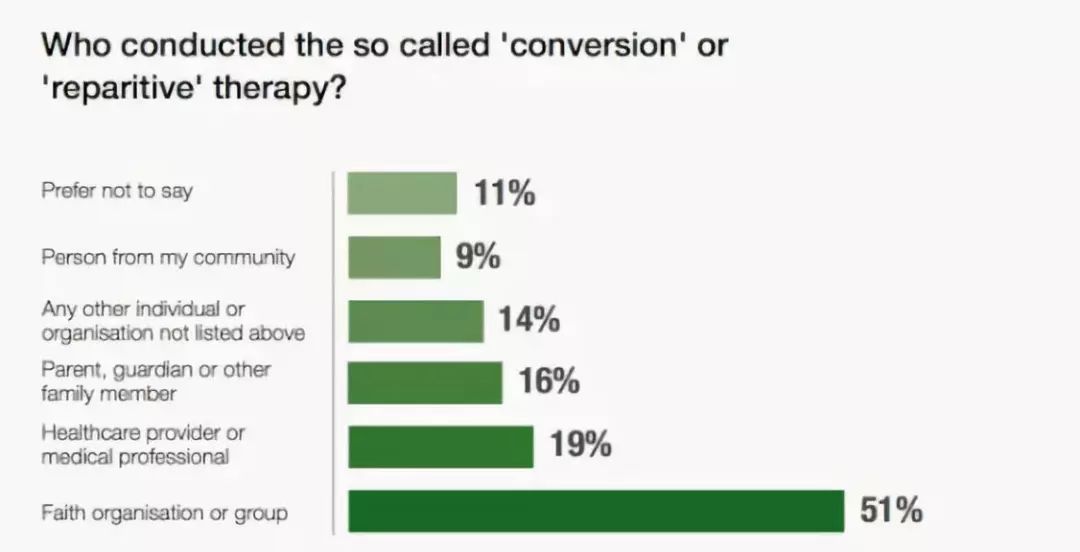 Who conducted the so called 'conversion' or
'reparitive' therapy?
Prefer not to say
11%
Person from my community
9%
Any other individual or
organisation not listed above
14%
Parent, guardian or other
family member
16%
Healthcare provider or
medical professional
19%
Faith organisation or group
51%